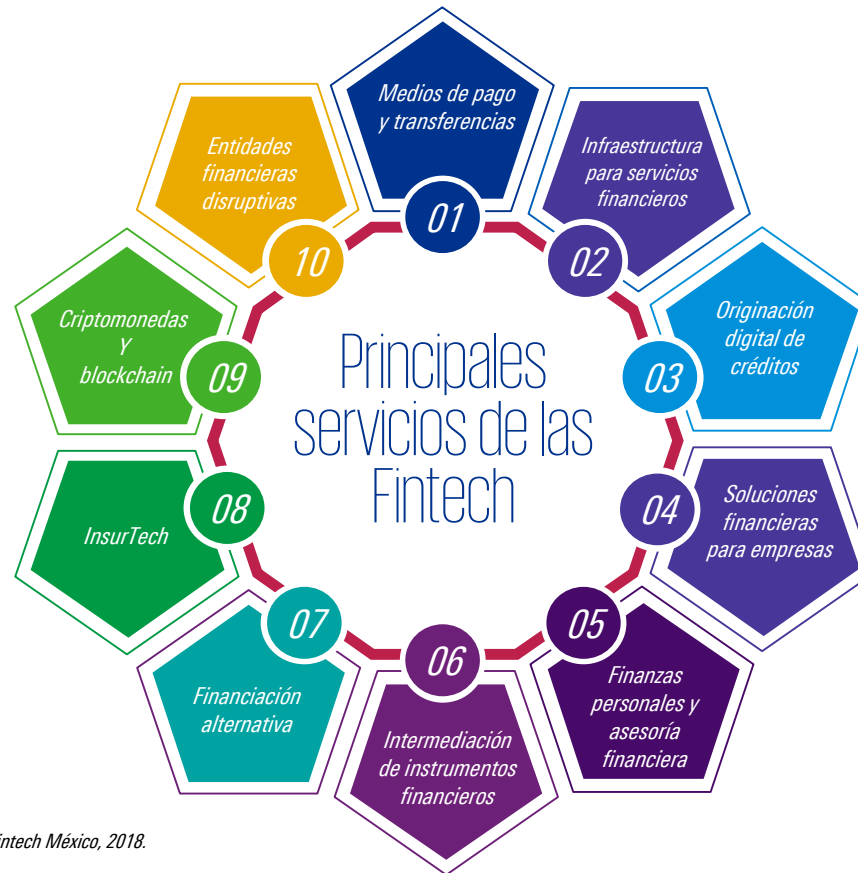 Principales
servicios de las
Fintech
Medios de pago
y transferencias
01
Infraestructura
para servicios
financieros
02
Originación
digital de
créditos
03
Soluciones
financieras
para empresas
04
Finanzas
personales y
asesoría
financiera
05
Intermediación
de instrumentos
financieros
06
Financiación
alternativa
07
InsurTech
08
Criptomonedas
Y
blockchain
09
Entidades
financieras
disruptivas
10
México, 2018.